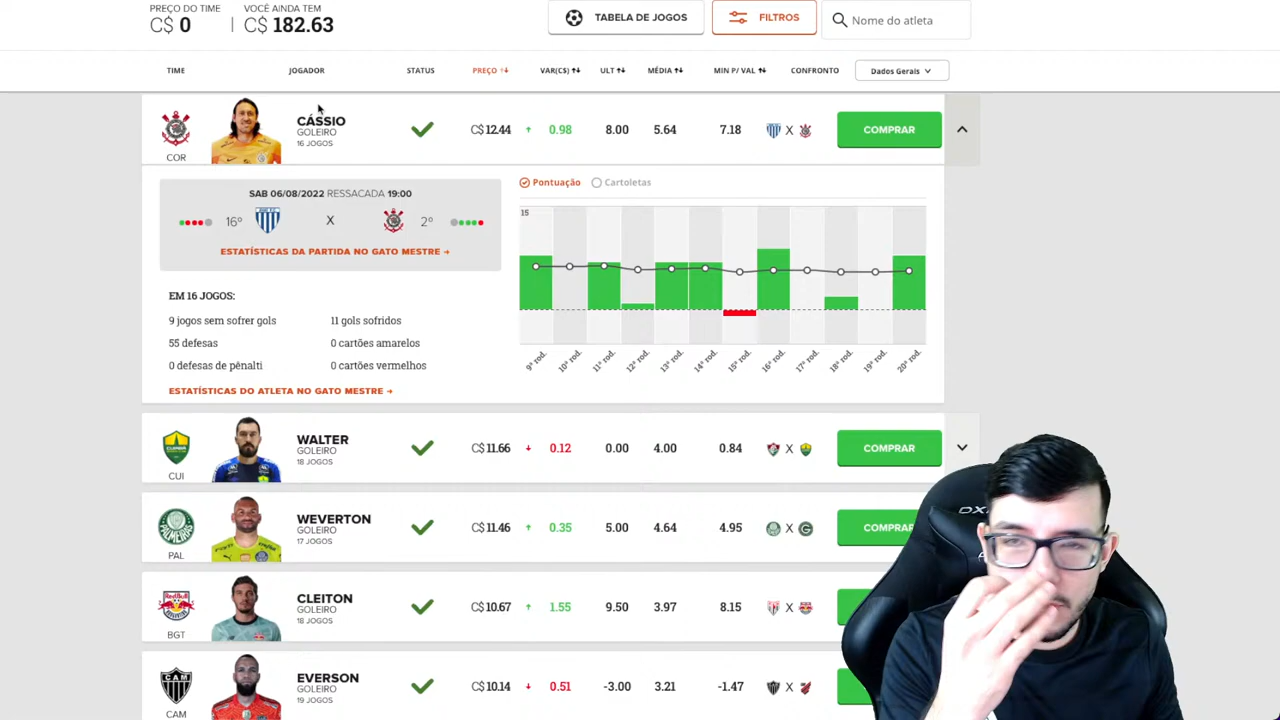 PREÇO DO TIME
C$ 0
VOCÊ AINDA TEM
C$ 182.63
TABELA DE JOGOS
FILTROS
Nome do atleta
TIME JOGADOR STATUS PREÇO VAR(C$) ULT MÉDIA MIN P/ VAL CONFRONTO Dados Gerais
COR
CÁSSIO
GOLEIRO
16 JOGOS
C$ 12.44 0.98 8.00 5.64 7.18 X COMPRAR
SAB 06/08/2022 RESSACADA 19:00
16º X 2º
ESTATÍSTICAS DA PARTIDA NO GATO MESTRE
EM 16 JOGOS:
9 jogos sem sofrer gols 11 gols sofridos
55 defesas 0 cartões amarelos
0 defesas de pênalti 0 cartões vermelhos
ESTATÍSTICAS DO ATLETA NO GATO MESTRE
Pontuação Cartoletas
15
9ª rod. 10ª rod. 11ª rod. 12ª rod. 13ª rod. 14ª rod. 15ª rod. 16ª rod. 17ª rod. 18ª rod. 19ª rod. 20ª rod.
CUI
WALTER
GOLEIRO
18 JOGOS
C$ 11.66 0.12 0.00 4.00 0.84 X COMPRAR
PAL
WEVERTON
GOLEIRO
17 JOGOS
C$ 11.46 0.35 5.00 4.64 4.95 X COMPRAR
BGT
CLEITON
GOLEIRO
18 JOGOS
C$ 10.67 1.55 9.50 3.97 8.15 X
CAM
EVERSON
GOLEIRO
19 JOGOS
C$ 10.14 0.51 -3.00 3.21 -1.47 X